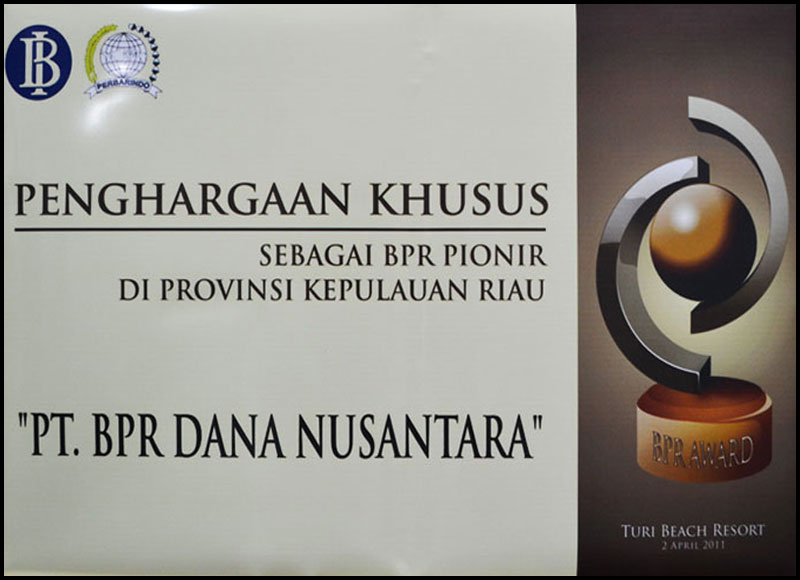 BI
PERBARINDO
PENGHARGAAN KHUSUS
SEBAGAI BPR PIONIR
DI PROVINSI KEPULAUAN RIAU
"PT. BPR DANA NUSANTARA"
BPR AWARD
TURI BEACH RESORT
2 APRIL 2011